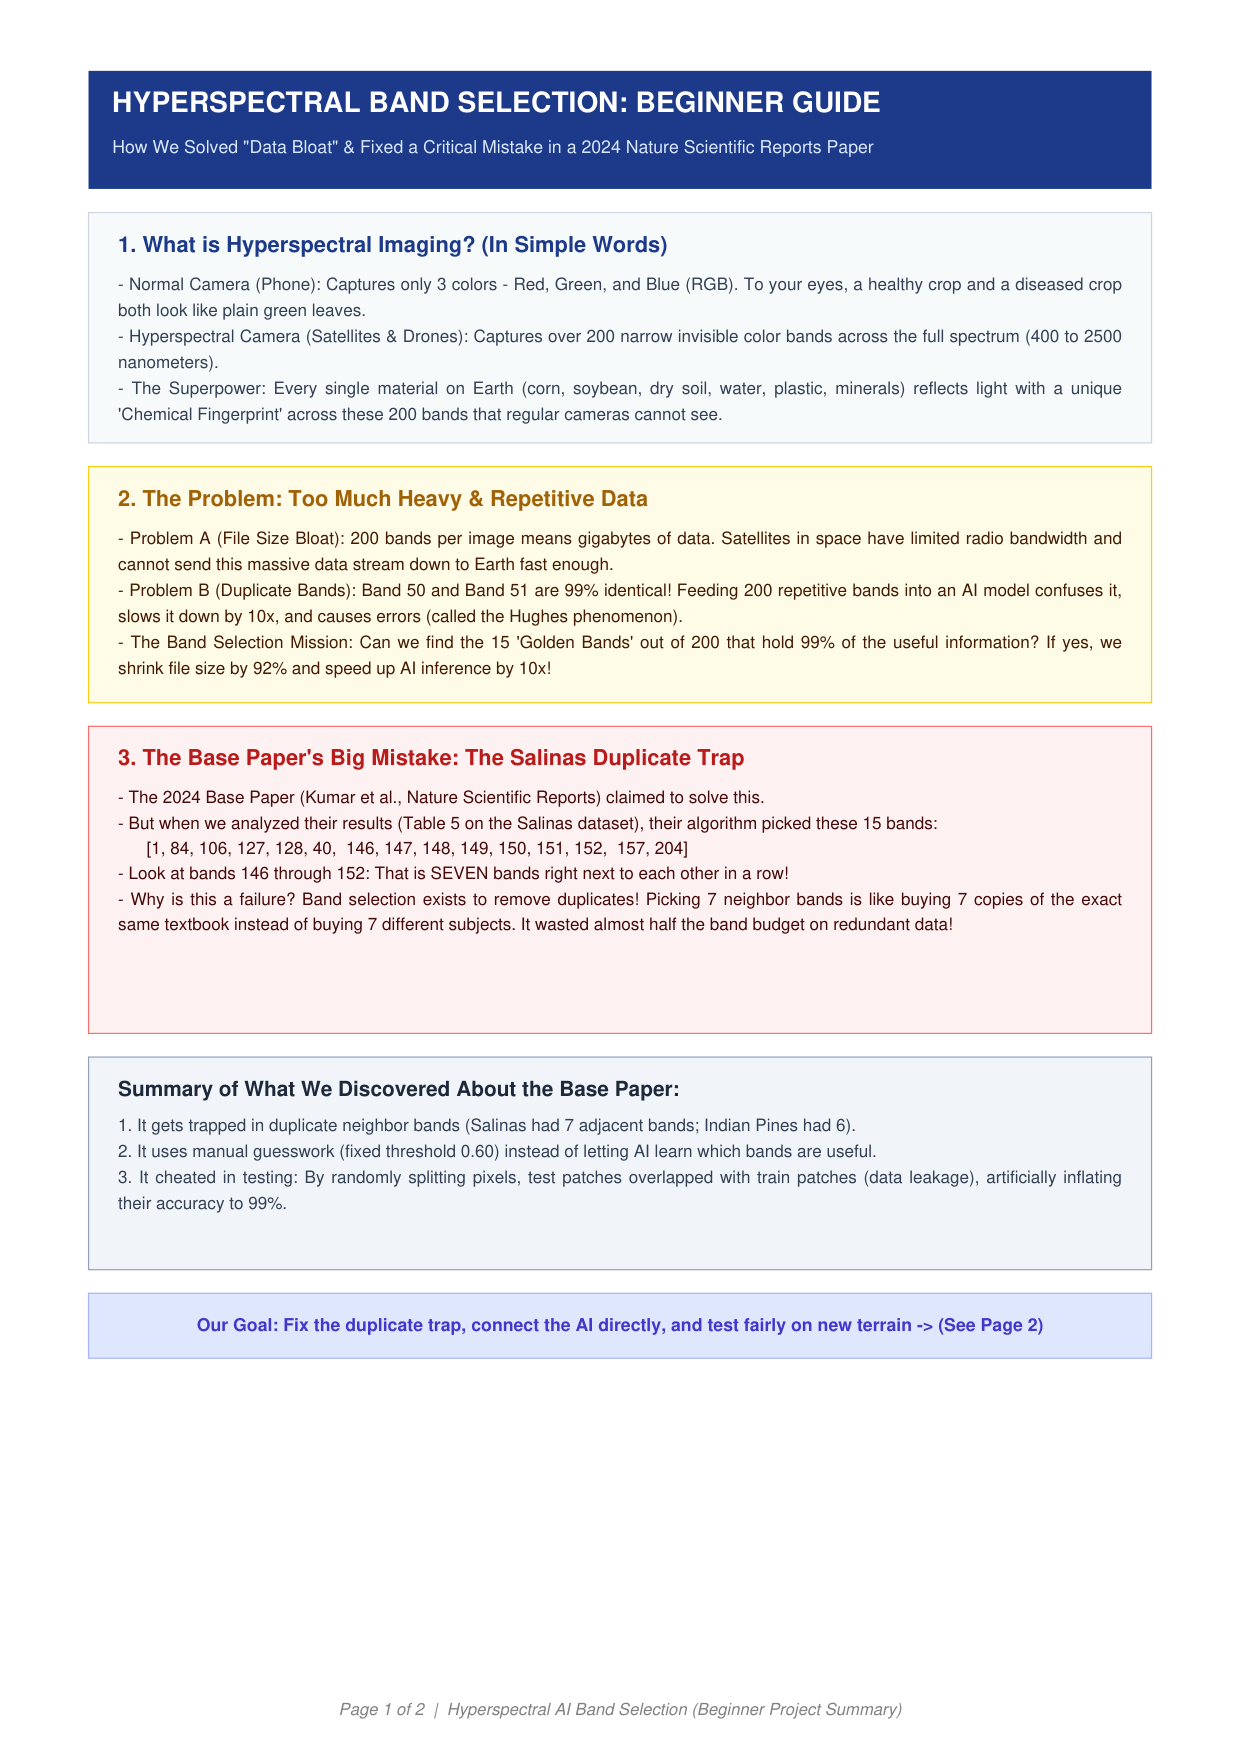 HYPERSPECTRAL BAND SELECTION: BEGINNER GUIDE
How We Solved "Data Bloat" & Fixed a Critical Mistake in a 2024 Nature Scientific Reports Paper
1. What is Hyperspectral Imaging? (In Simple Words)
- Normal Camera (Phone): Captures only 3 colors - Red, Green, and Blue (RGB). To your eyes, a healthy crop and a diseased crop
both look like plain green leaves.
- Hyperspectral Camera (Satellites & Drones): Captures over 200 narrow invisible color bands across the full spectrum (400 to 2500
nanometers).
- The Superpower: Every single material on Earth (corn, soybean, dry soil, water, plastic, minerals) reflects light with a unique
'Chemical Fingerprint' across these 200 bands that regular cameras cannot see.
2. The Problem: Too Much Heavy & Repetitive Data
- Problem A (File Size Bloat): 200 bands per image means gigabytes of data. Satellites in space have limited radio bandwidth and
cannot send this massive data stream down to Earth fast enough.
- Problem B (Duplicate Bands): Band 50 and Band 51 are 99% identical! Feeding 200 repetitive bands into an AI model confuses it,
slows it down by 10x, and causes errors (called the Hughes phenomenon).
- The Band Selection Mission: Can we find the 15 'Golden Bands' out of 200 that hold 99% of the useful information? If yes, we
shrink file size by 92% and speed up AI inference by 10x!
3. The Base Paper's Big Mistake: The Salinas Duplicate Trap
- The 2024 Base Paper (Kumar et al., Nature Scientific Reports) claimed to solve this.
- But when we analyzed their results (Table 5 on the Salinas dataset), their algorithm picked these 15 bands:
[1, 84, 106, 127, 128, 40, 146, 147, 148, 149, 150, 151, 152, 157, 204]
- Look at bands 146 through 152: That is SEVEN bands right next to each other in a row!
- Why is this a failure? Band selection exists to remove duplicates! Picking 7 neighbor bands is like buying 7 copies of the exact
same textbook instead of buying 7 different subjects. It wasted almost half the band budget on redundant data!
Summary of What We Discovered About the Base Paper:
1. It gets trapped in duplicate neighbor bands (Salinas had 7 adjacent bands; Indian Pines had 6).
2. It uses manual guesswork (fixed threshold 0.60) instead of letting AI learn which bands are useful.
3. It cheated in testing: By randomly splitting pixels, test patches overlapped with train patches (data leakage), artificially inflating
their accuracy to 99%.
Our Goal: Fix the duplicate trap, connect the AI directly, and test fairly on new terrain -> (See Page 2)
Page 1 of 2 | Hyperspectral AI Band Selection (Beginner Project Summary)